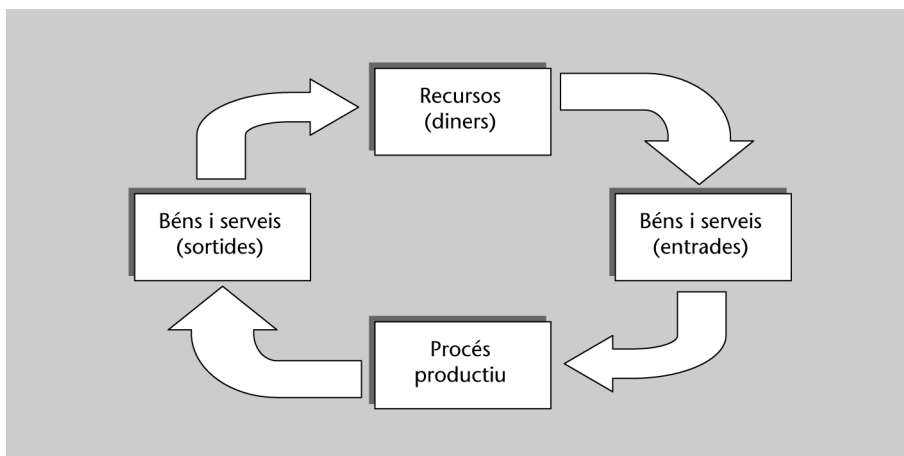 Recursos
(diners)
Béns i serveis
(sortides)
Béns i serveis
(entrades)
Procés
productiu